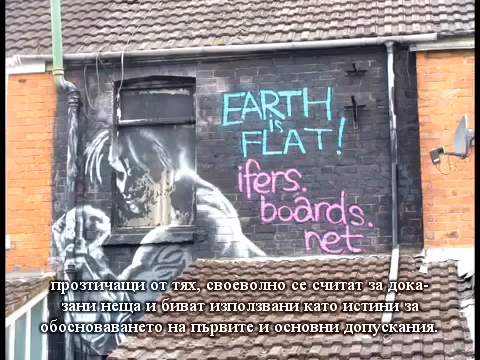 EARTH
is
FLAT!
ifers.
boards.
net
прозтичащи от тях, своеволно се считат за дока-
зани неща и биват използвани като истини за
обосноваването на първите и основни допускания.